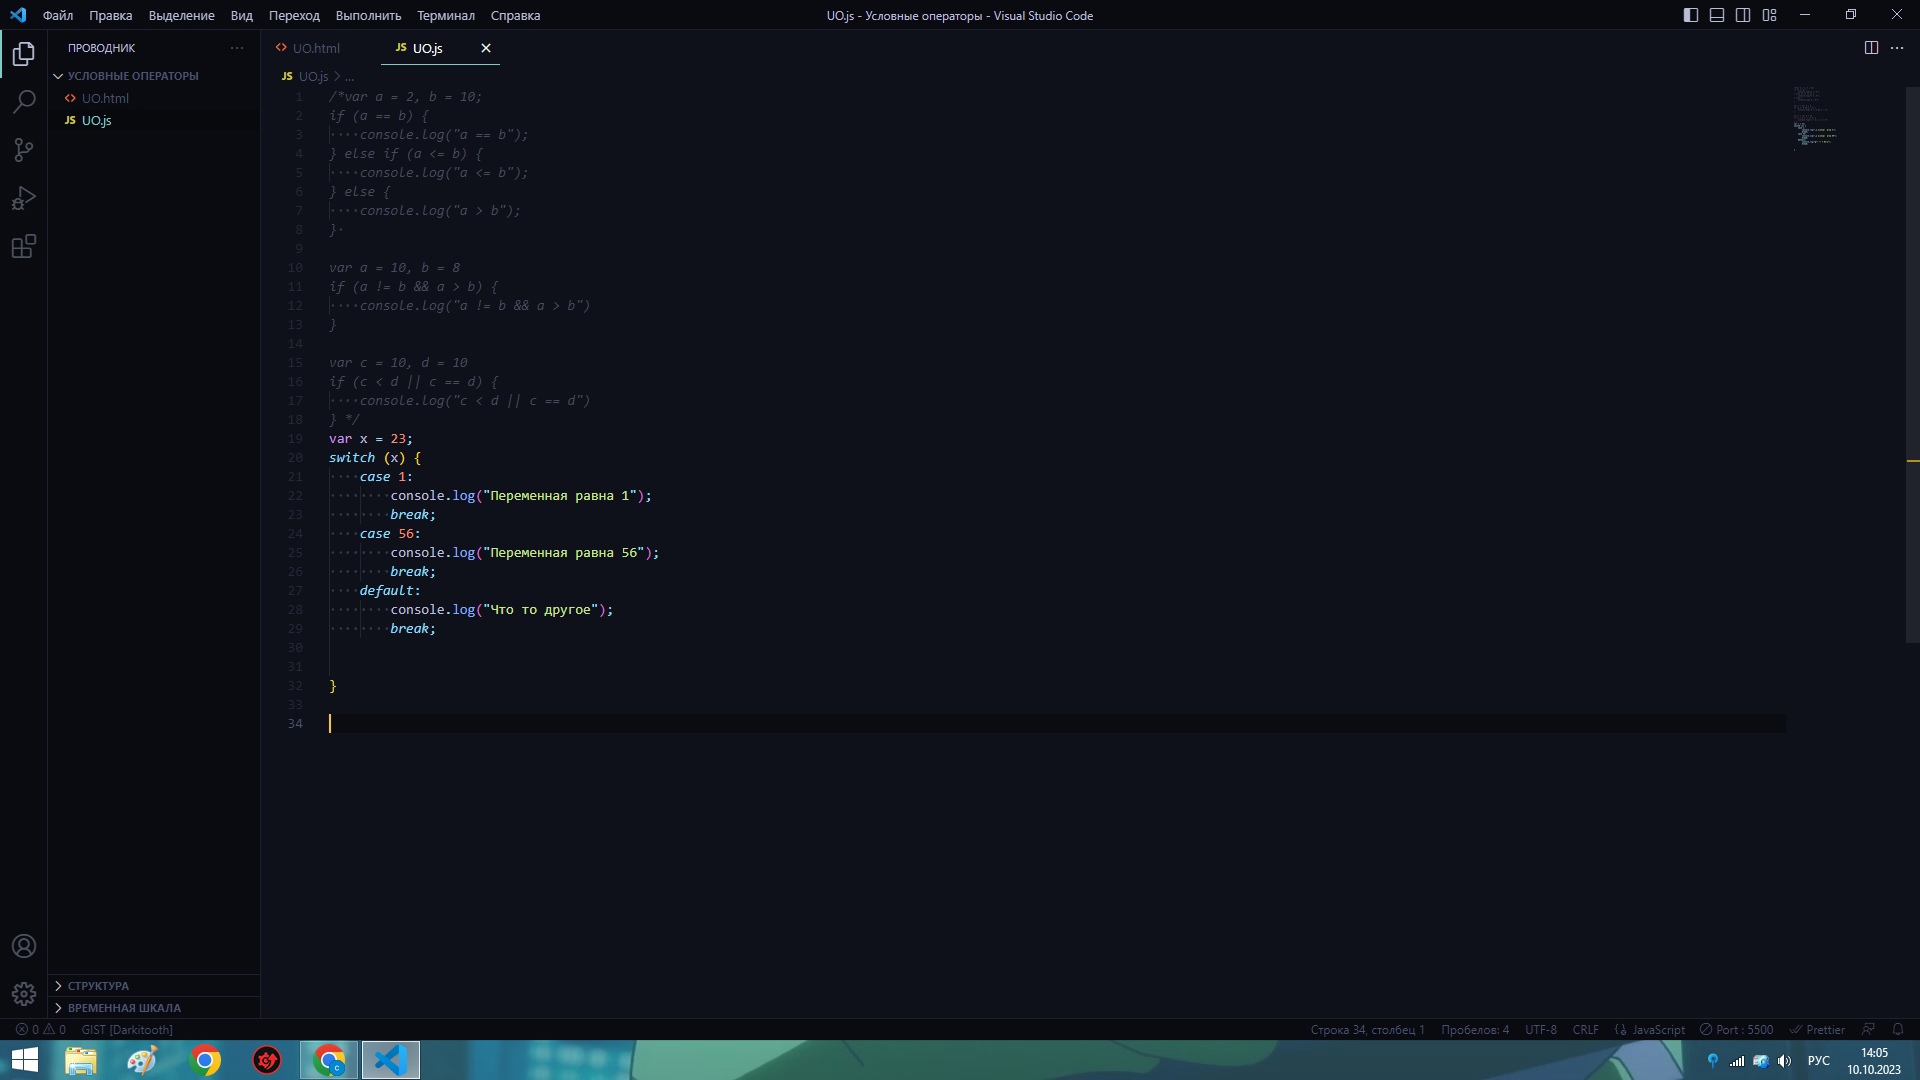 Файл Правка Выделение Вид Переход Выполнить Терминал Справка
UO.js - Условные операторы - Visual Studio Code
ПРОВОДНИК
УСЛОВНЫЕ ОПЕРАТОРЫ
<> UO.html
JS UO.js
СТРУКТУРА
ВРЕМЕННАЯ ШКАЛА
<> UO.html JS UO.js
JS UO.js > ...
1 /*var a = 2, b = 10;
2 if (a == b) {
3 ····console.log("a == b");
4 } else if (a <= b) {
5 ····console.log("a <= b");
6 } else {
7 ····console.log("a > b");
8 }·
9
10 var a = 10, b = 8
11 if (a != b && a > b) {
12 ····console.log("a != b && a > b")
13 }
14
15 var c = 10, d = 10
16 if (c < d || c == d) {
17 ····console.log("c < d || c == d")
18 } */
19 var x = 23;
20 switch (x) {
21 ····case 1:
22 ········console.log("Переменная равна 1");
23 ········break;
24 ····case 56:
25 ········console.log("Переменная равна 56");
26 ········break;
27 ····default:
28 ········console.log("Что то другое");
29 ········break;
30
31
32 }
33
34
0 0 GIST [Darkitooth]
Строка 34, столбец 1 Пробелов: 4 UTF-8 CRLF {} JavaScript Port : 5500 Prettier
РУС
14:05
10.10.2023